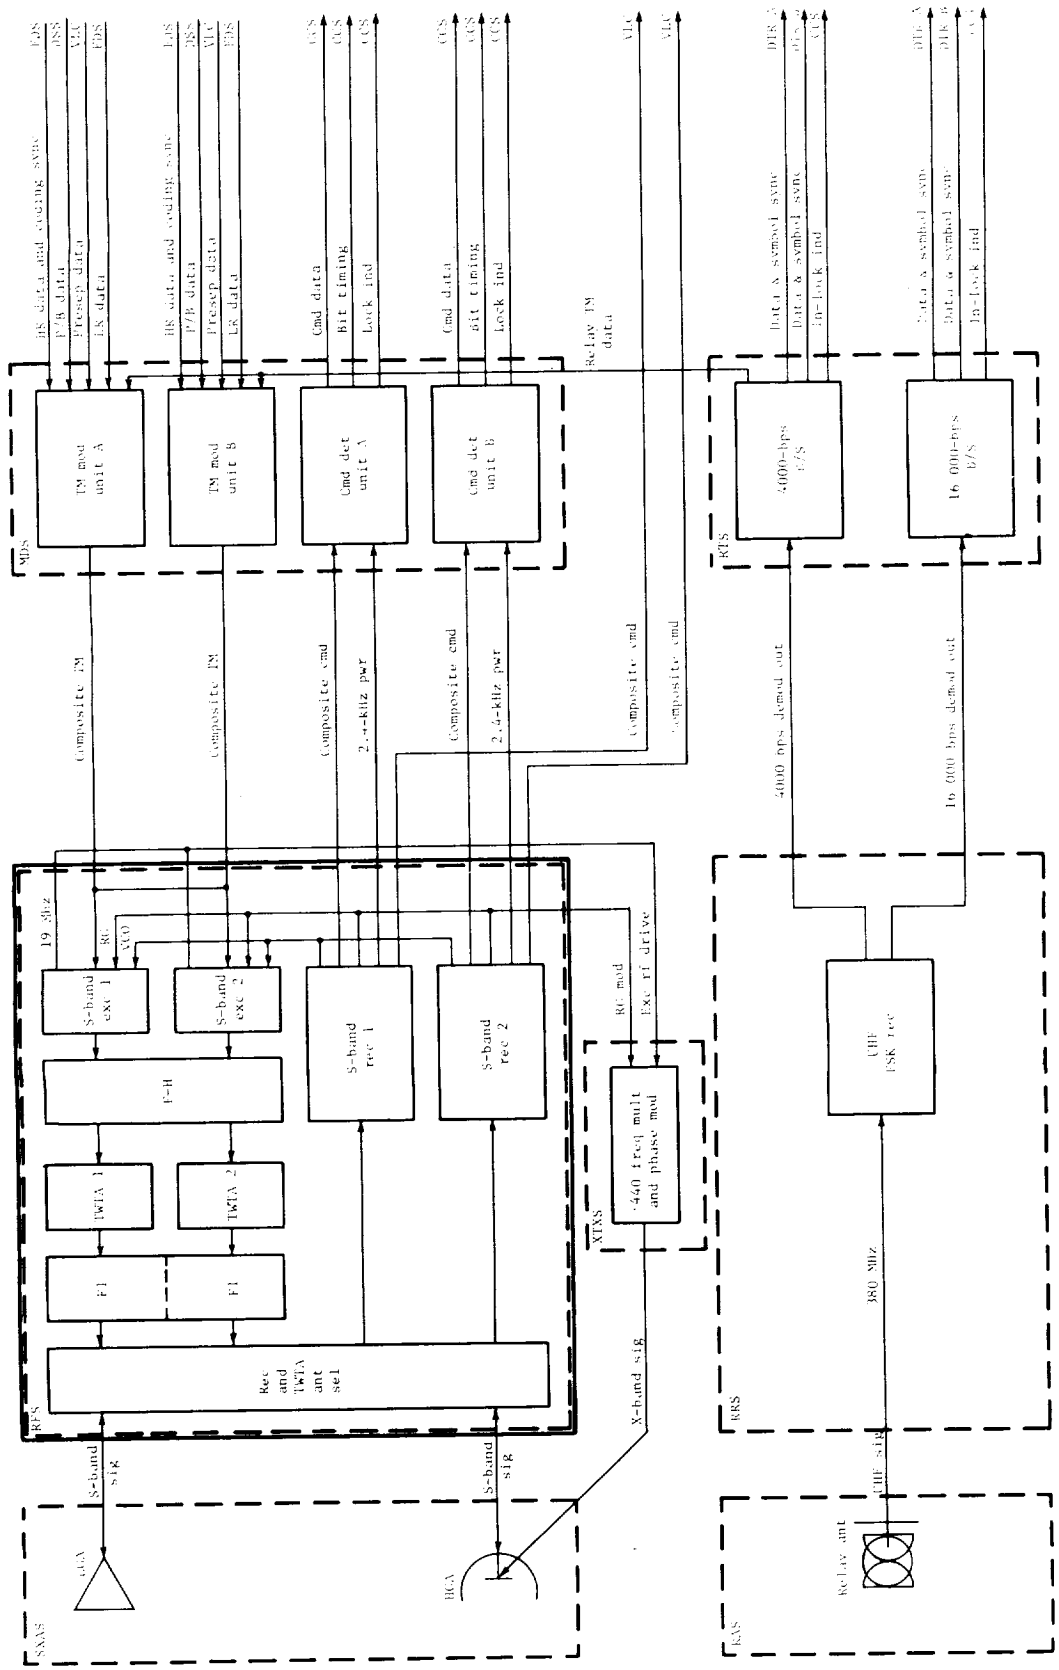 SXAS
LGA
HGA
S-band
sig
S-band
sig
RFS
Rec
and
TWTA
ant
sel
TWTA 1
TWTA 2
S-band
exc 1
S-band
exc 2
S-band
rec 1
S-band
rec 2
19 MHz
RG
VCO
X-band sig
XTXS
440 freq mult
and phase mod
RG mod
Exc rf drive
Composite TM
Composite TM
Composite cmd
2.4-kHz pwr
Composite cmd
2.4-kHz pwr
Composite cmd
Composite cmd
MDS
TM mod
unit A
TM mod
unit B
Cmd det
unit A
Cmd det
unit B
HR data and coding sync
P/B data
Presep data
LR data
FDS
DSS
VLC
FDS
HR data and coding sync
P/B data
Presep data
LR data
FDS
DSS
VLC
FDS
Cmd data
Bit timing
Lock ind
CCS
CCS
CCS
Cmd data
Bit timing
Lock ind
CCS
CCS
CCS
Relay TM
data
VLC
VLC
RAS
Relay ant
UHF sig
RRS
380 MHz
UHF
FSK rec
4000 bps demod out
16 000 bps demod out
RTS
4000-bps
B/S
16 000-bps
B/S
Data & symbol sync
Data & symbol sync
In-lock ind
DTR A
DTR B
CCS
Data & symbol sync
Data & symbol sync
In-lock ind
DTR A
DTR B